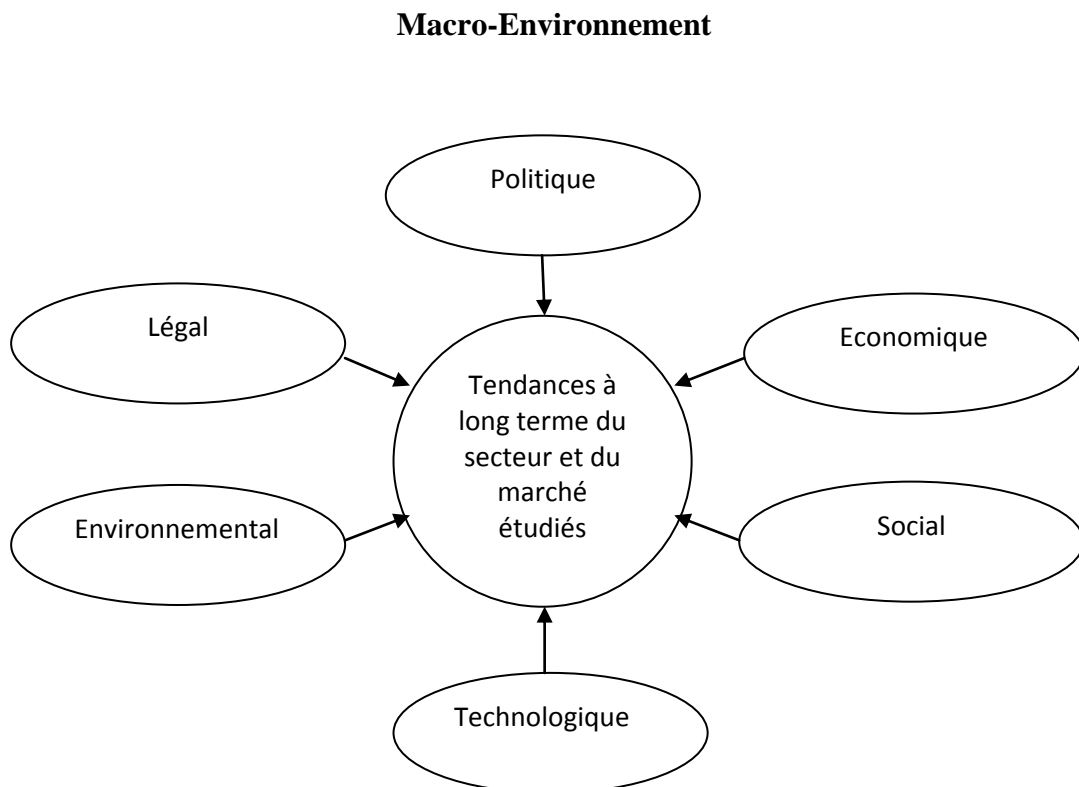 Macro-Environnement
Politique
Légal
Economique
Tendances à
long terme du
secteur et du
marché
étudiés
Environnemental
Social
Technologique